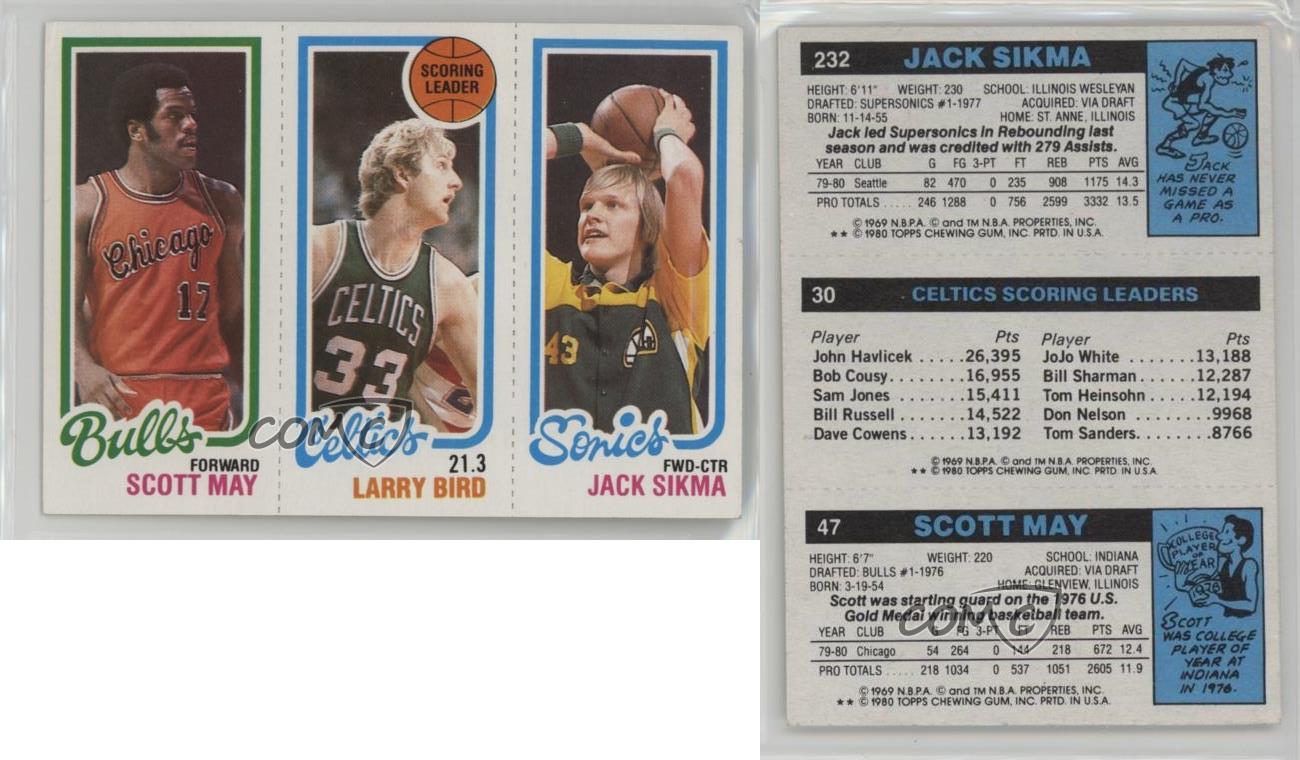 Chicago
17
Bulls
FORWARD
SCOTT MAY
SCORING
LEADER
CELTICS
33
Celtics
21.3
LARRY BIRD
43
Sonics
FWD-CTR
JACK SIKMA
COMC
232 JACK SIKMA
HEIGHT: 6'11" WEIGHT: 230 SCHOOL: ILLINOIS WESLEYAN
DRAFTED: SUPERSONICS #1-1977 ACQUIRED: VIA DRAFT
BORN: 11-14-55 HOME: ST. ANNE, ILLINOIS
Jack led Supersonics in Rebounding last
season and was credited with 279 Assists.
YEAR CLUB G FG 3-PT FT REB PTS AVG
79-80 Seattle 82 470 0 235 908 1175 14.3
PRO TOTALS ..... 246 1288 0 756 2599 3332 13.5
© 1969 N.B.P.A. © and TM N.B.A. PROPERTIES, INC.
★★ © 1980 TOPPS CHEWING GUM, INC. PRTD. IN U.S.A.
JACK
HAS NEVER
MISSED A
GAME AS
A PRO.
30 CELTICS SCORING LEADERS
Player Pts Player Pts
John Havlicek .....26,395 JoJo White .......13,188
Bob Cousy........16,955 Bill Sharman......12,287
Sam Jones .......15,411 Tom Heinsohn ...12,194
Bill Russell .......14,522 Don Nelson .....9968
Dave Cowens.....13,192 Tom Sanders.....8766
© 1969 N.B.P.A. © and TM N.B.A. PROPERTIES, INC.
★★ © 1980 TOPPS CHEWING GUM, INC. PRTD. IN U.S.A.
47 SCOTT MAY
HEIGHT: 6'7" WEIGHT: 220 SCHOOL: INDIANA
DRAFTED: BULLS #1-1976 ACQUIRED: VIA DRAFT
BORN: 3-19-54 HOME: GLENVIEW, ILLINOIS
Scott was starting guard on the 1976 U.S.
Gold Medal winning basketball team.
YEAR CLUB G FG 3-PT FT REB PTS AVG
79-80 Chicago 54 264 0 144 218 672 12.4
PRO TOTALS ..... 218 1034 0 537 1051 2605 11.9
© 1969 N.B.P.A. © and TM N.B.A. PROPERTIES, INC.
★★ © 1980 TOPPS CHEWING GUM, INC. PRTD. IN U.S.A.
COLLEGE
PLAYER
OF
YEAR
1976
SCOTT
WAS COLLEGE
PLAYER OF
YEAR AT
INDIANA
IN 1976.
COMC